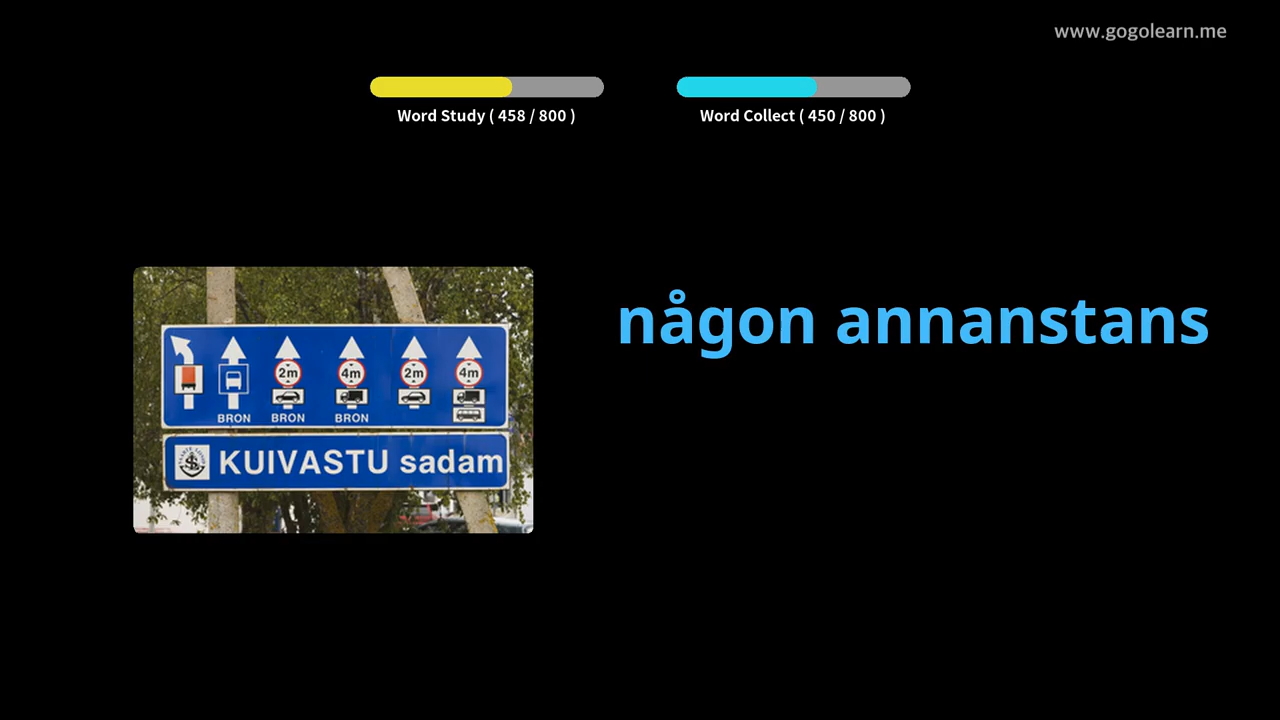 www.gogolearn.me
Word Study ( 458 / 800 )
Word Collect ( 450 / 800 )
någon annanstans
2m 4m 2m 4m
BRON BRON BRON
KUIVASTU sadam